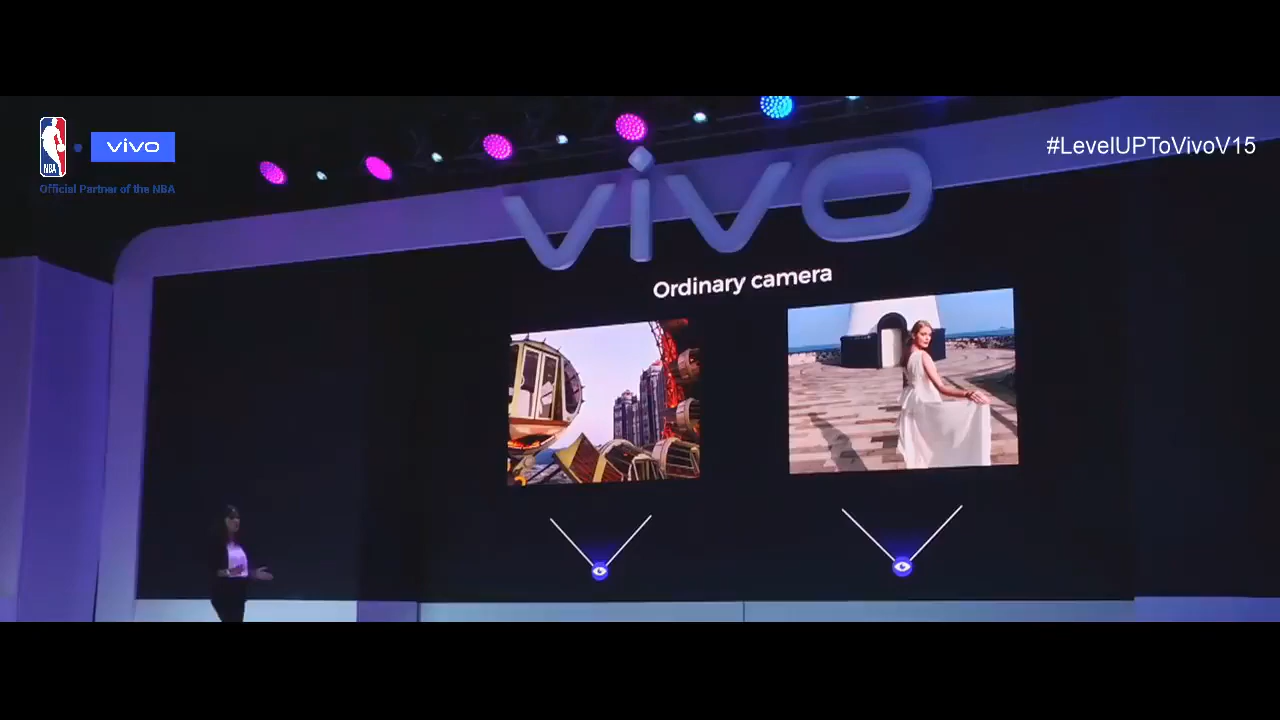 NBA
vivo
Official Partner of the NBA
#LevelUPToVivoV15
vivo
Ordinary camera